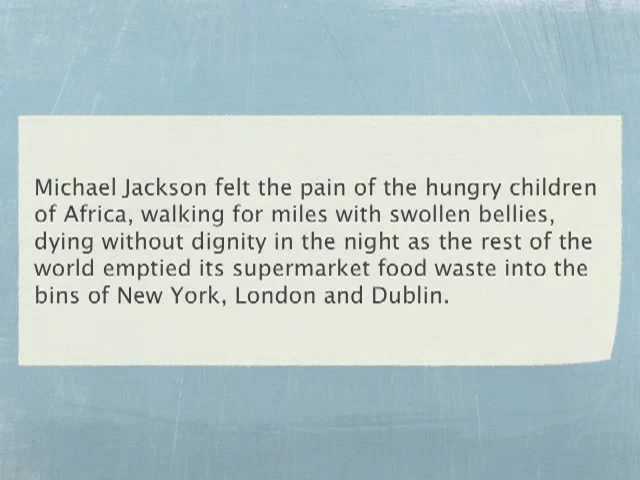 Michael Jackson felt the pain of the hungry children
of Africa, walking for miles with swollen bellies,
dying without dignity in the night as the rest of the
world emptied its supermarket food waste into the
bins of New York, London and Dublin.